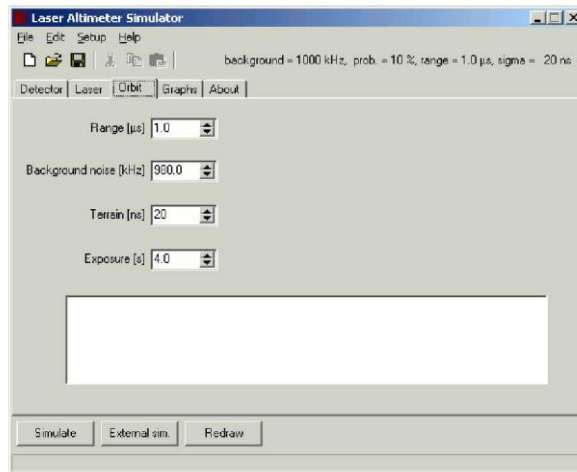 Laser Altimeter Simulator
File Edit Setup Help
background = 1000 kHz, prob. = 10 %, range = 1.0 µs, sigma = 20 ns
Detector Laser Orbit Graphs About
Range [µs] 1.0
Background noise [kHz] 980.0
Terrain [ns] 20
Exposure [s] 4.0
Simulate External sim. Redraw